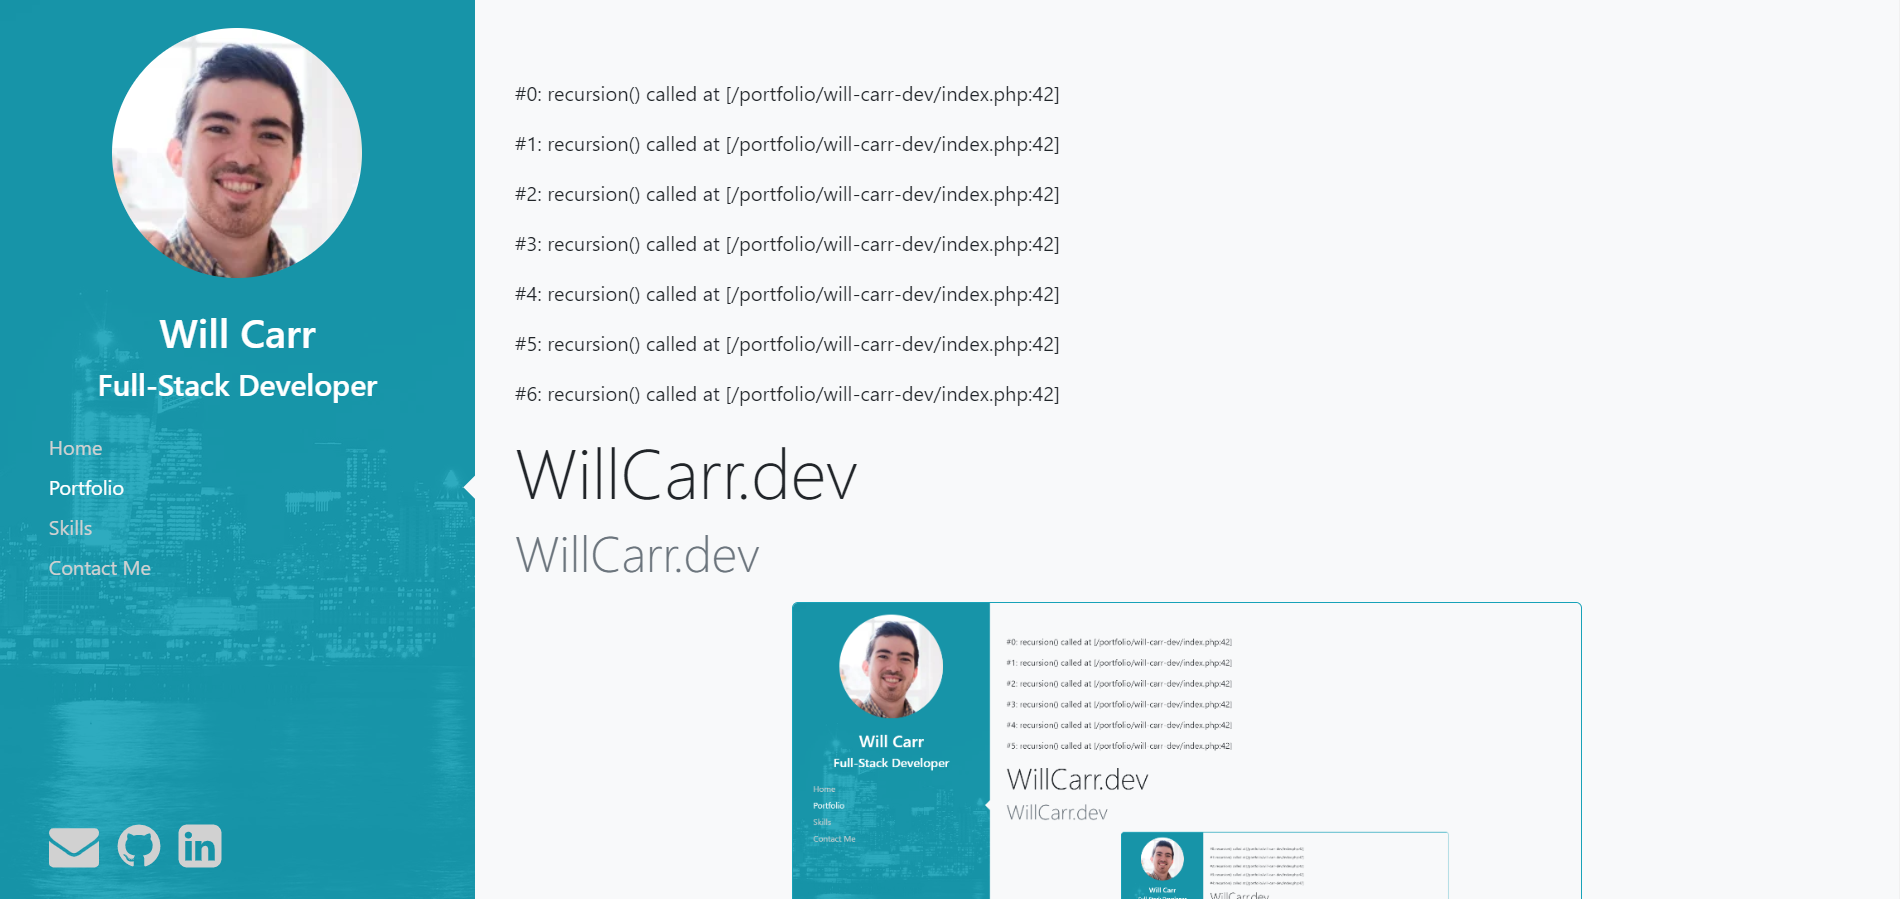 Will Carr
Full-Stack Developer
Home
Portfolio
Skills
Contact Me
#0: recursion() called at [/portfolio/will-carr-dev/index.php:42]
#1: recursion() called at [/portfolio/will-carr-dev/index.php:42]
#2: recursion() called at [/portfolio/will-carr-dev/index.php:42]
#3: recursion() called at [/portfolio/will-carr-dev/index.php:42]
#4: recursion() called at [/portfolio/will-carr-dev/index.php:42]
#5: recursion() called at [/portfolio/will-carr-dev/index.php:42]
#6: recursion() called at [/portfolio/will-carr-dev/index.php:42]
WillCarr.dev
WillCarr.dev
Will Carr
Full-Stack Developer
Home
Portfolio
Skills
Contact Me
#0: recursion() called at [/portfolio/will-carr-dev/index.php:42]
#1: recursion() called at [/portfolio/will-carr-dev/index.php:42]
#2: recursion() called at [/portfolio/will-carr-dev/index.php:42]
#3: recursion() called at [/portfolio/will-carr-dev/index.php:42]
#4: recursion() called at [/portfolio/will-carr-dev/index.php:42]
#5: recursion() called at [/portfolio/will-carr-dev/index.php:42]
WillCarr.dev
WillCarr.dev
Will Carr
WillCarr.dev